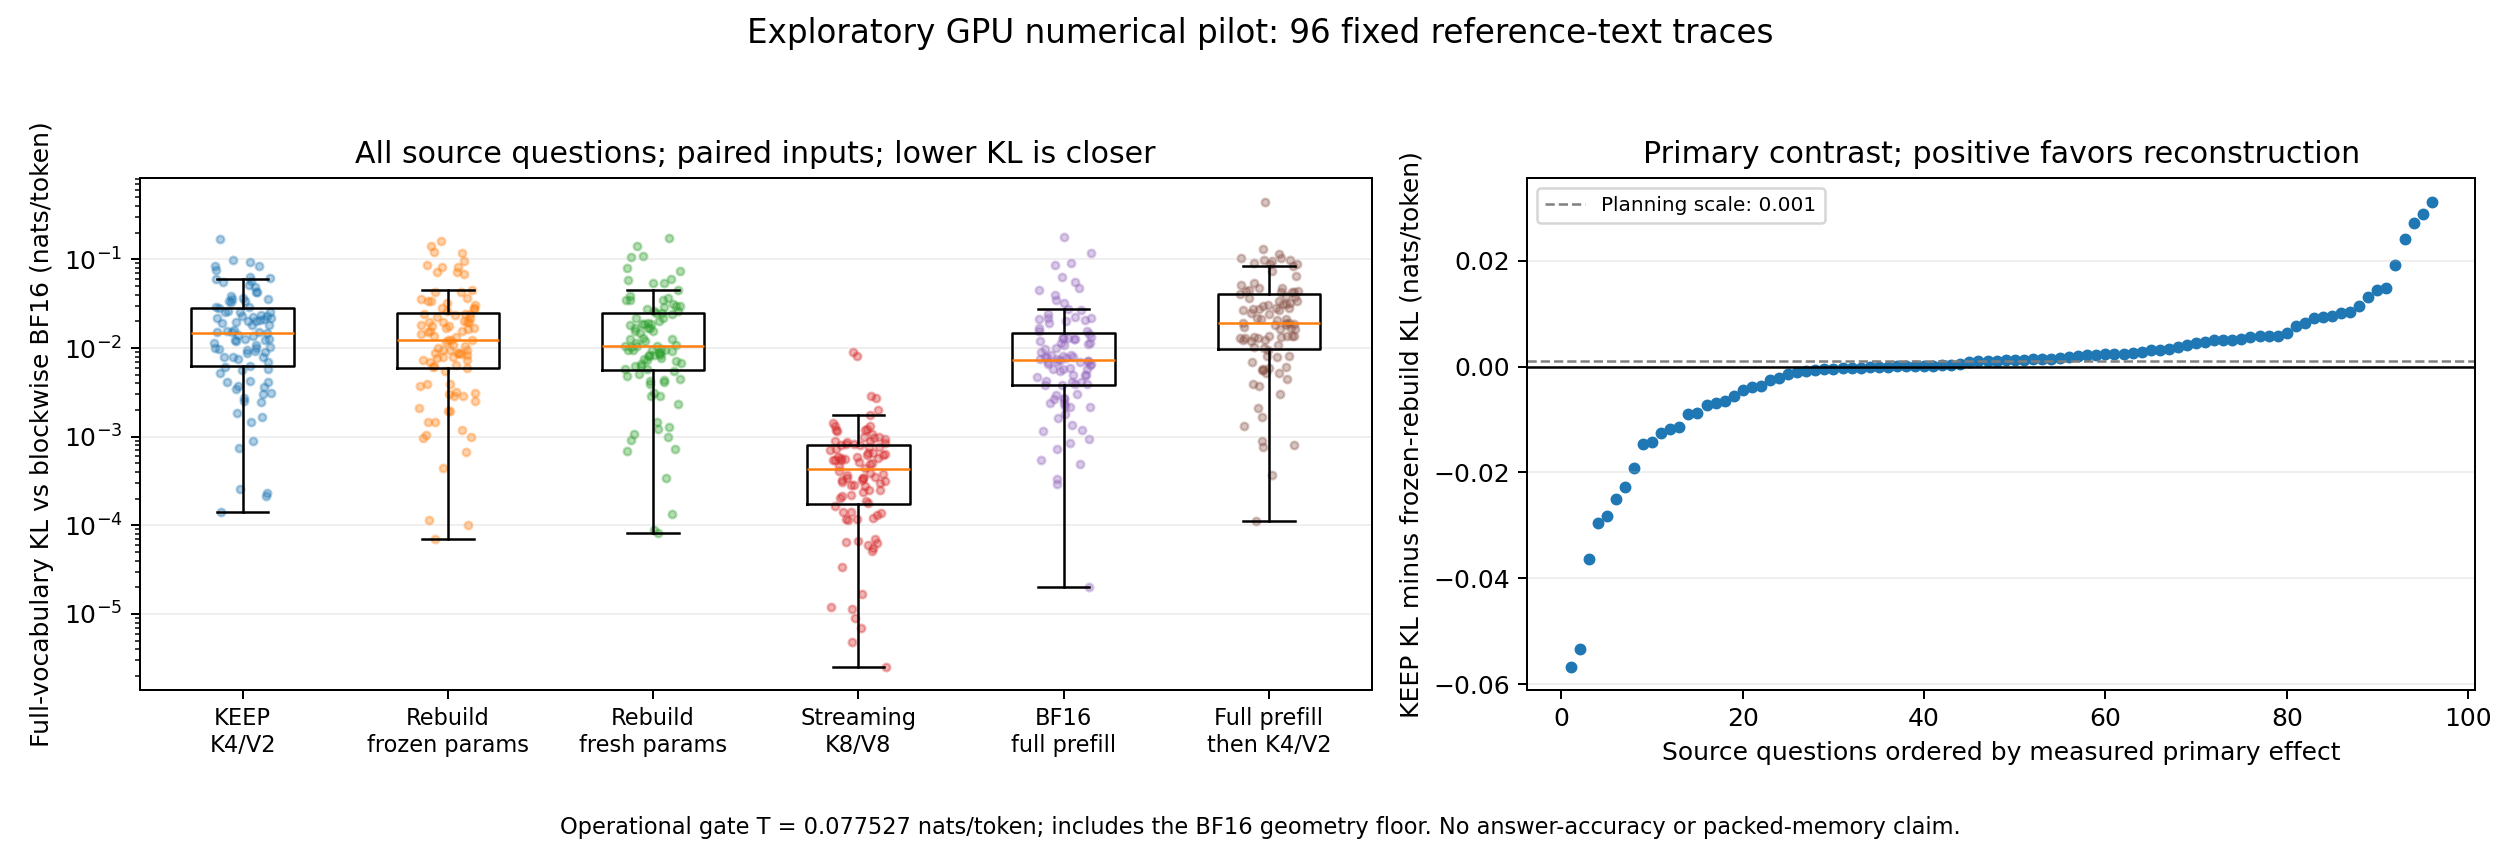 Exploratory GPU numerical pilot: 96 fixed reference-text traces
All source questions; paired inputs; lower KL is closer
Full-vocabulary KL vs blockwise BF16 (nats/token)
10⁻¹
10⁻²
10⁻³
10⁻⁴
10⁻⁵
KEEP
K4/V2
Rebuild
frozen params
Rebuild
fresh params
Streaming
K8/V8
BF16
full prefill
Full prefill
then K4/V2
Primary contrast; positive favors reconstruction
KEEP KL minus frozen-rebuild KL (nats/token)
Planning scale: 0.001
0.02
0.00
−0.02
−0.04
−0.06
0 20 40 60 80 100
Source questions ordered by measured primary effect
Operational gate T = 0.077527 nats/token; includes the BF16 geometry floor. No answer-accuracy or packed-memory claim.